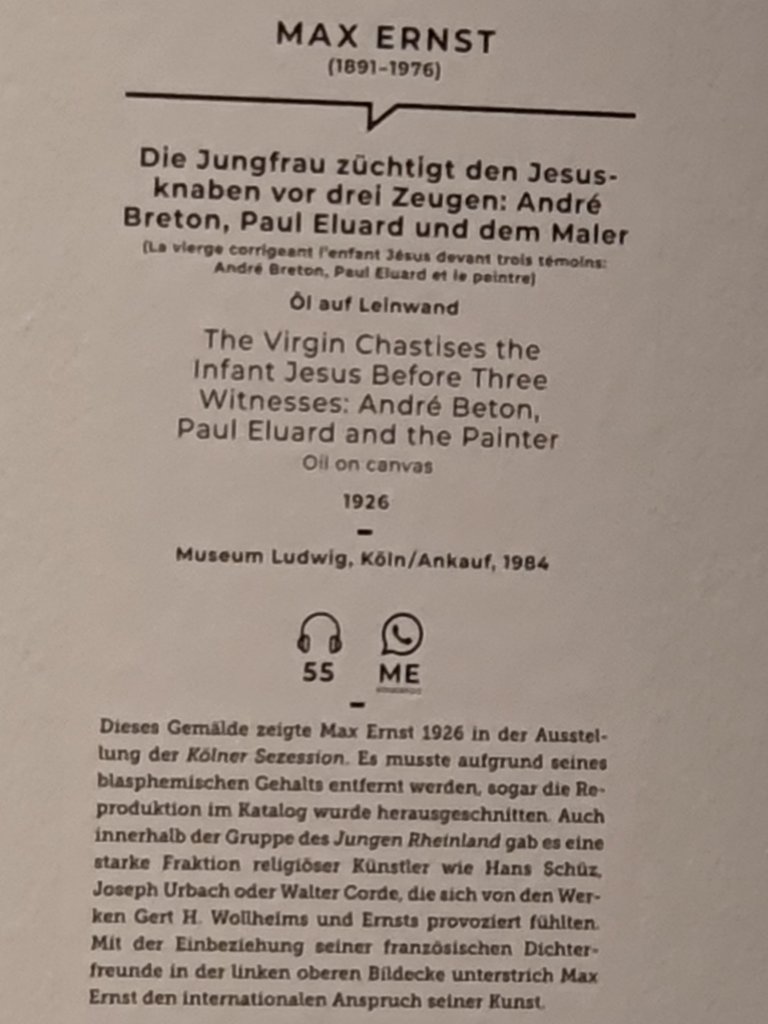 MAX ERNST
(1891–1976)
Die Jungfrau züchtigt den Jesus-
knaben vor drei Zeugen: André
Breton, Paul Eluard und dem Maler
(La vierge corrigeant l'enfant Jésus devant trois témoins:
André Breton, Paul Eluard et le peintre)
Öl auf Leinwand
The Virgin Chastises the
Infant Jesus Before Three
Witnesses: André Beton,
Paul Eluard and the Painter
Oil on canvas
1926
Museum Ludwig, Köln/Ankauf, 1984
55 ME
Dieses Gemälde zeigte Max Ernst 1926 in der Ausstel-
lung der Kölner Sezession. Es musste aufgrund seines
blasphemischen Gehalts entfernt werden, sogar die Re-
produktion im Katalog wurde herausgeschnitten. Auch
innerhalb der Gruppe des Jungen Rheinland gab es eine
starke Fraktion religiöser Künstler wie Hans Schüz,
Joseph Urbach oder Walter Corde, die sich von den Wer-
ken Gert H. Wollheims und Ernsts provoziert fühlten.
Mit der Einbeziehung seiner französischen Dichter-
freunde in der linken oberen Bildecke unterstrich Max
Ernst den internationalen Anspruch seiner Kunst.